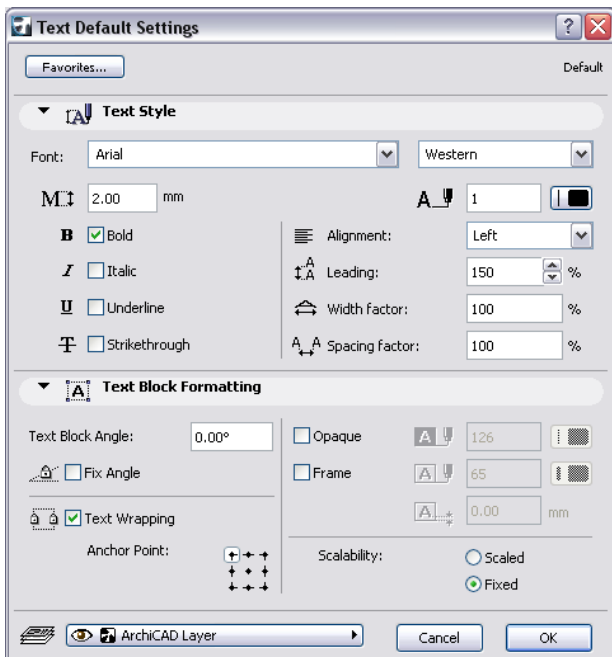 Text Default Settings
Favorites...
Default
Text Style
Font: Arial Western
M 2.00 mm A 1
B Bold Alignment: Left
I Italic A A Leading: 150 %
U Underline Width factor: 100 %
T Strikethrough A A Spacing factor: 100 %
A Text Block Formatting
Text Block Angle: 0.00° Opaque A 126
Fix Angle Frame A 65
Text Wrapping A 0.00 mm
Anchor Point: Scalability: Scaled
Fixed
ArchiCAD Layer Cancel OK